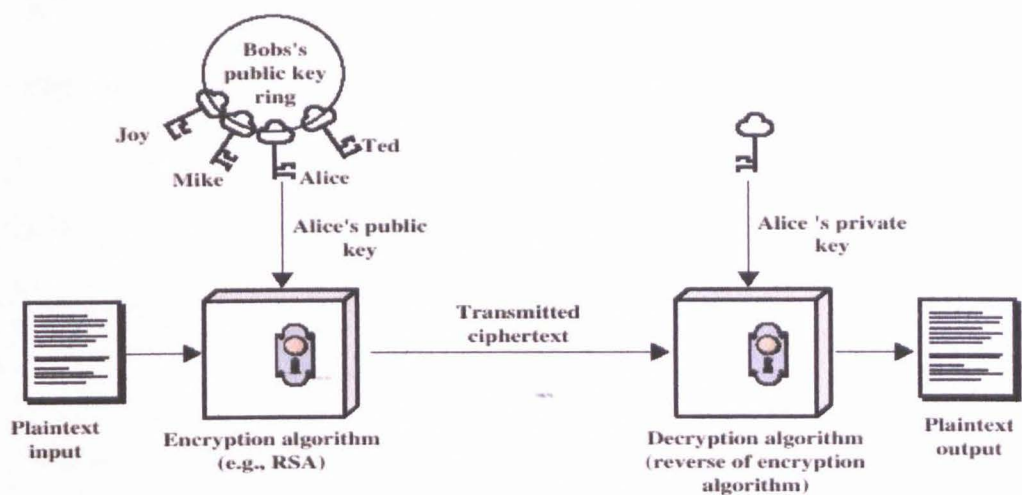 Bobs's
public key
ring
Joy
Mike
Alice
Ted
Alice's public
key
Alice 's private
key
Transmitted
ciphertext
Plaintext
input
Encryption algorithm
(e.g., RSA)
Decryption algorithm
(reverse of encryption
algorithm)
Plaintext
output